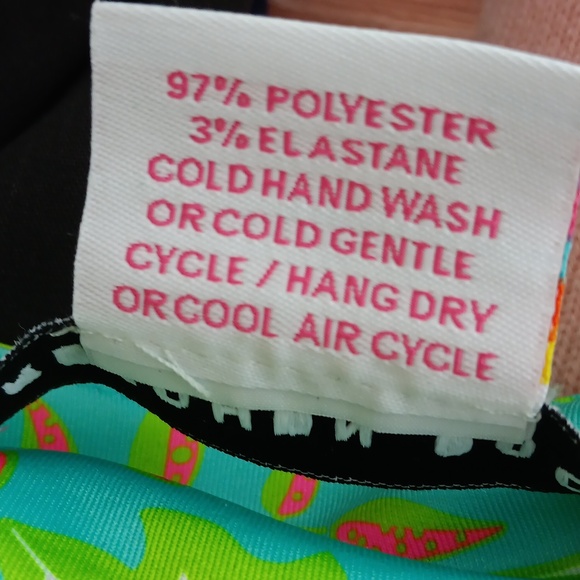 97% POLYESTER
3% ELASTANE
COLD HAND WASH
OR COLD GENTLE
CYCLE / HANG DRY
OR COOL AIR CYCLE